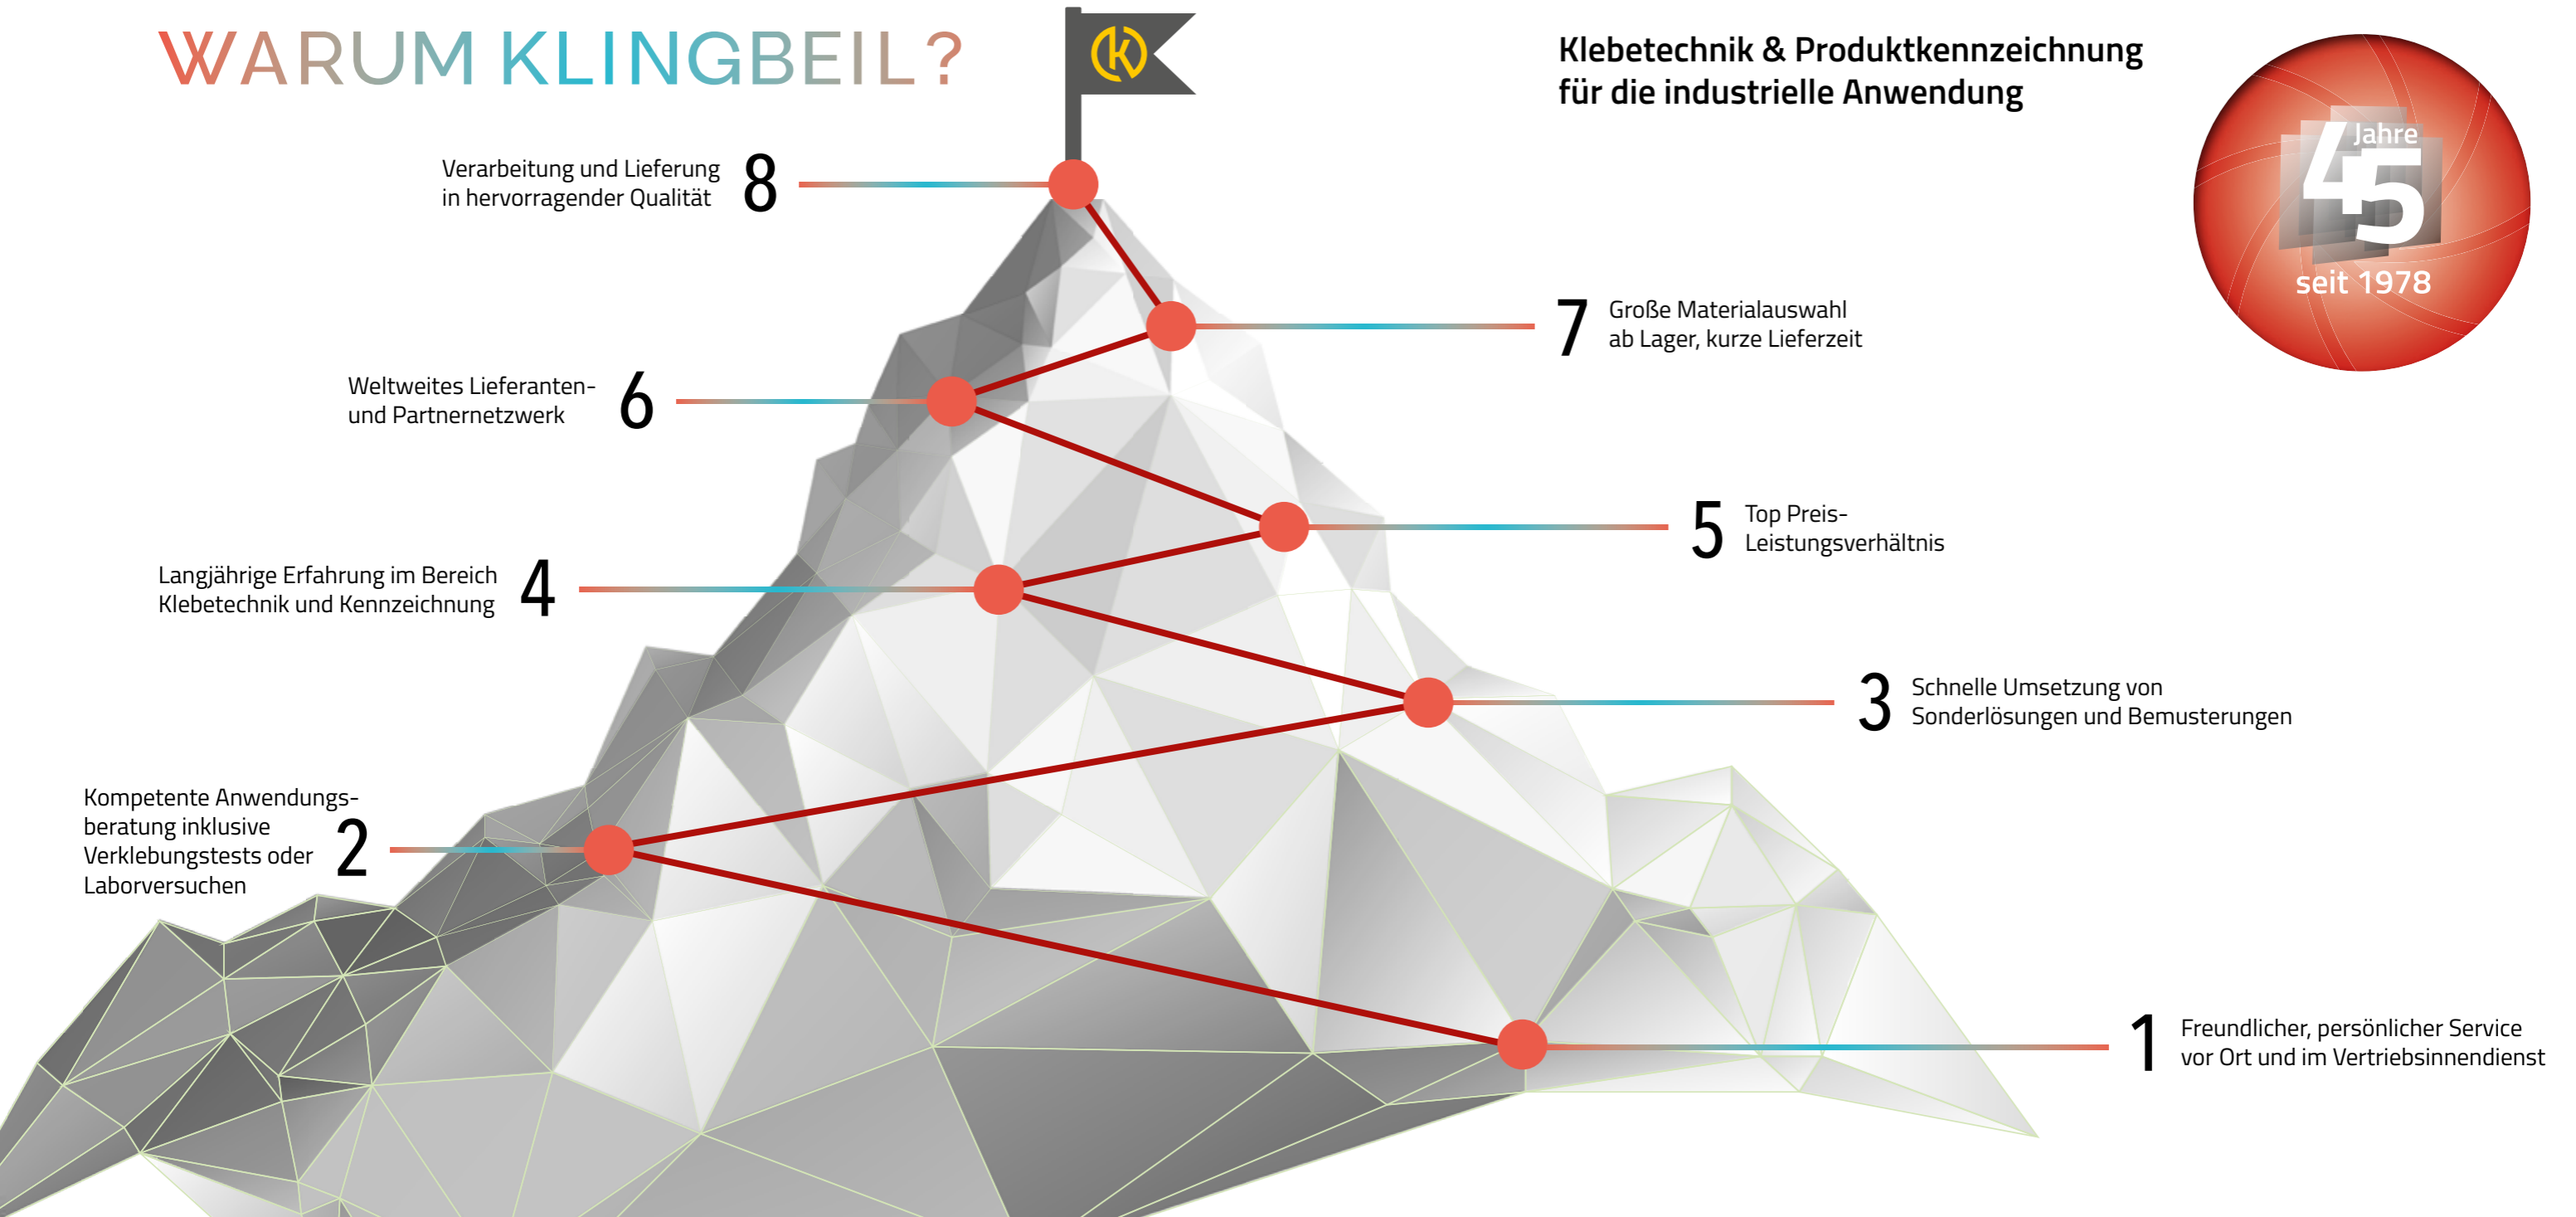 WARUM KLINGBEIL?
K
Klebetechnik & Produktkennzeichnung
für die industrielle Anwendung
45
Jahre
seit 1978
Verarbeitung und Lieferung
in hervorragender Qualität
8
7
Große Materialauswahl
ab Lager, kurze Lieferzeit
Weltweites Lieferanten-
und Partnernetzwerk
6
5
Top Preis-
Leistungsverhältnis
Langjährige Erfahrung im Bereich
Klebetechnik und Kennzeichnung
4
3
Schnelle Umsetzung von
Sonderlösungen und Bemusterungen
Kompetente Anwendungs-
beratung inklusive
Verklebungstests oder
Laborversuchen
2
1
Freundlicher, persönlicher Service
vor Ort und im Vertriebsinnendienst